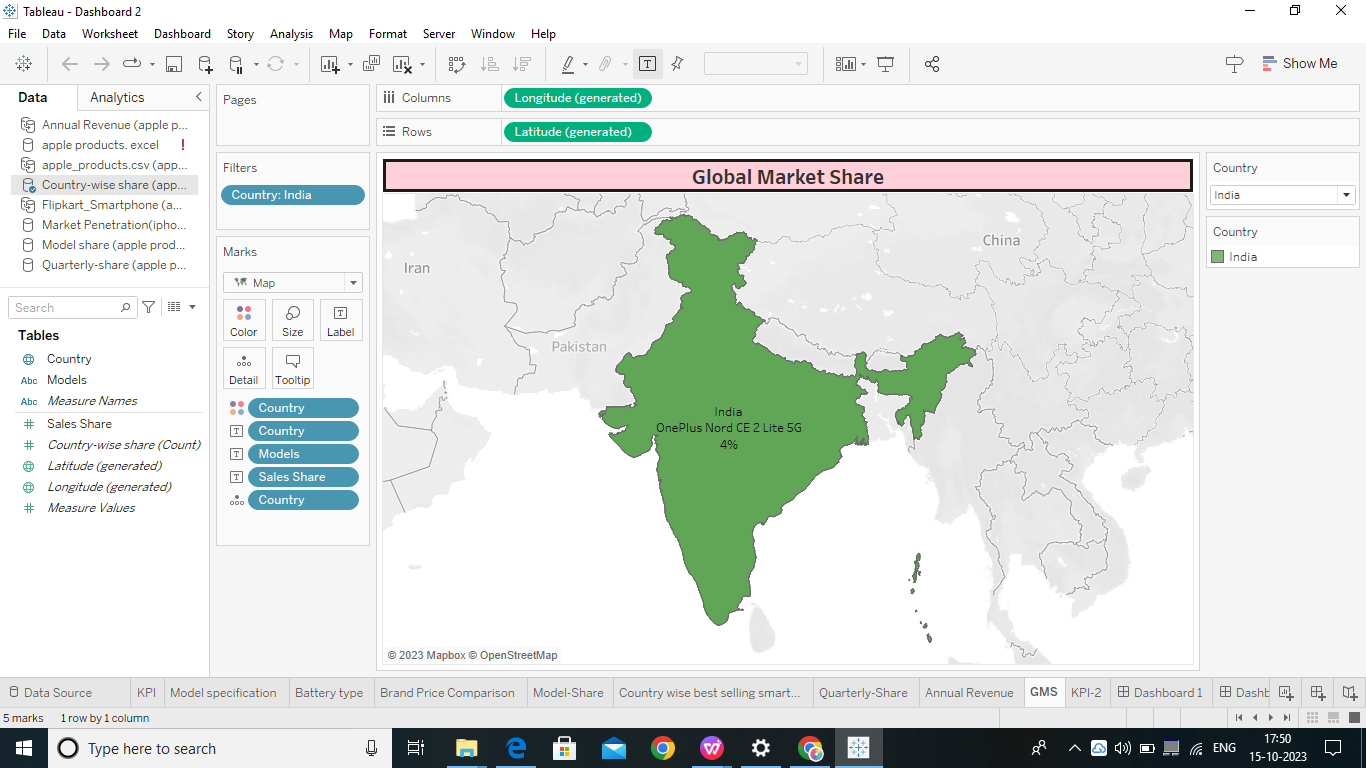 Tableau - Dashboard 2
File Data Worksheet Dashboard Story Analysis Map Format Server Window Help
Show Me
Data Analytics
Annual Revenue (apple p...
apple products. excel
apple_products.csv (app...
Country-wise share (app...
Flipkart_Smartphone (a...
Market Penetration(ipho...
Model share (apple prod...
Quarterly-share (apple p...
Search
Tables
Country
Abc Models
Abc Measure Names
Sales Share
Country-wise share (Count)
Latitude (generated)
Longitude (generated)
Measure Values
Pages
Filters
Country: India
Marks
Map
Color Size Label
Detail Tooltip
Country
Country
Models
Sales Share
Country
Columns Longitude (generated)
Rows Latitude (generated)
Global Market Share
China
Iran
Pakistan
India
OnePlus Nord CE 2 Lite 5G
4%
© 2023 Mapbox © OpenStreetMap
Country
India
Country
India
Data Source KPI Model specification Battery type Brand Price Comparison Model-Share Country wise best selling smart... Quarterly-Share Annual Revenue GMS KPI-2 Dashboard 1 Dashb
5 marks 1 row by 1 column
Type here to search
ENG
17:50
15-10-2023